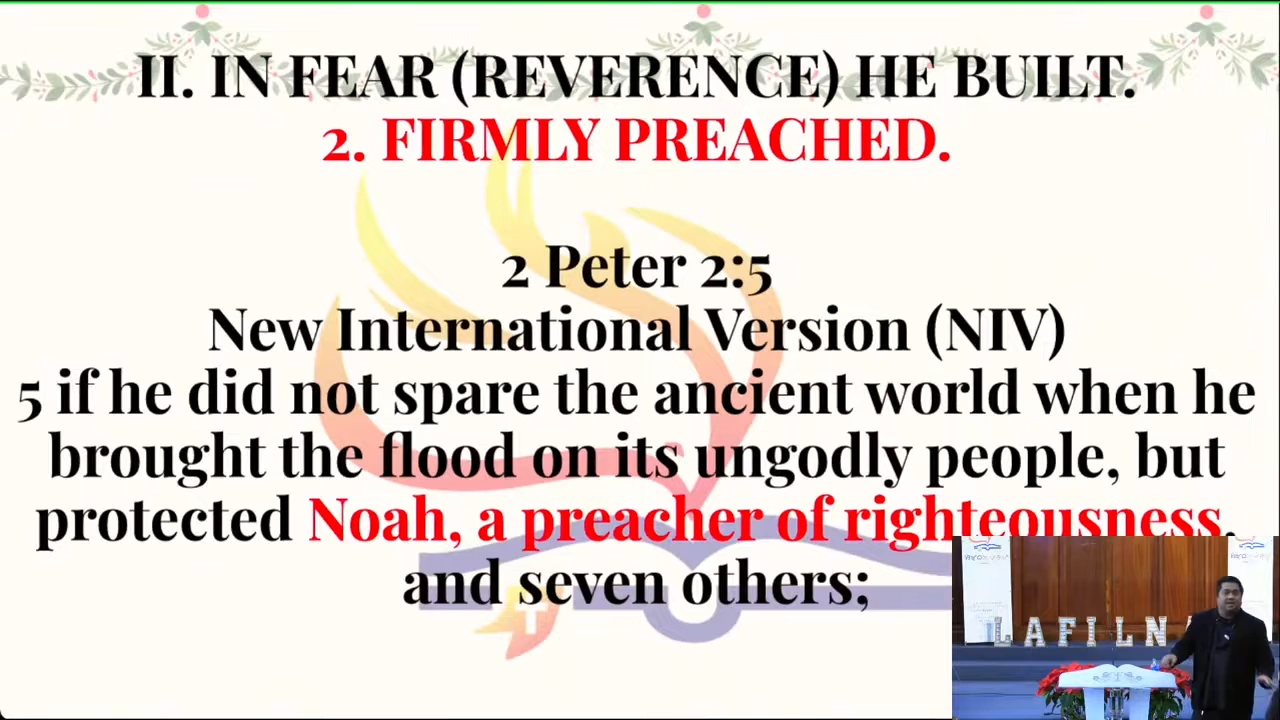 II. IN FEAR (REVERENCE) HE BUILT.
2. FIRMLY PREACHED.
2 Peter 2:5
New International Version (NIV)
5 if he did not spare the ancient world when he
brought the flood on its ungodly people, but
protected Noah, a preacher of righteousness,
and seven others;
LAFILN